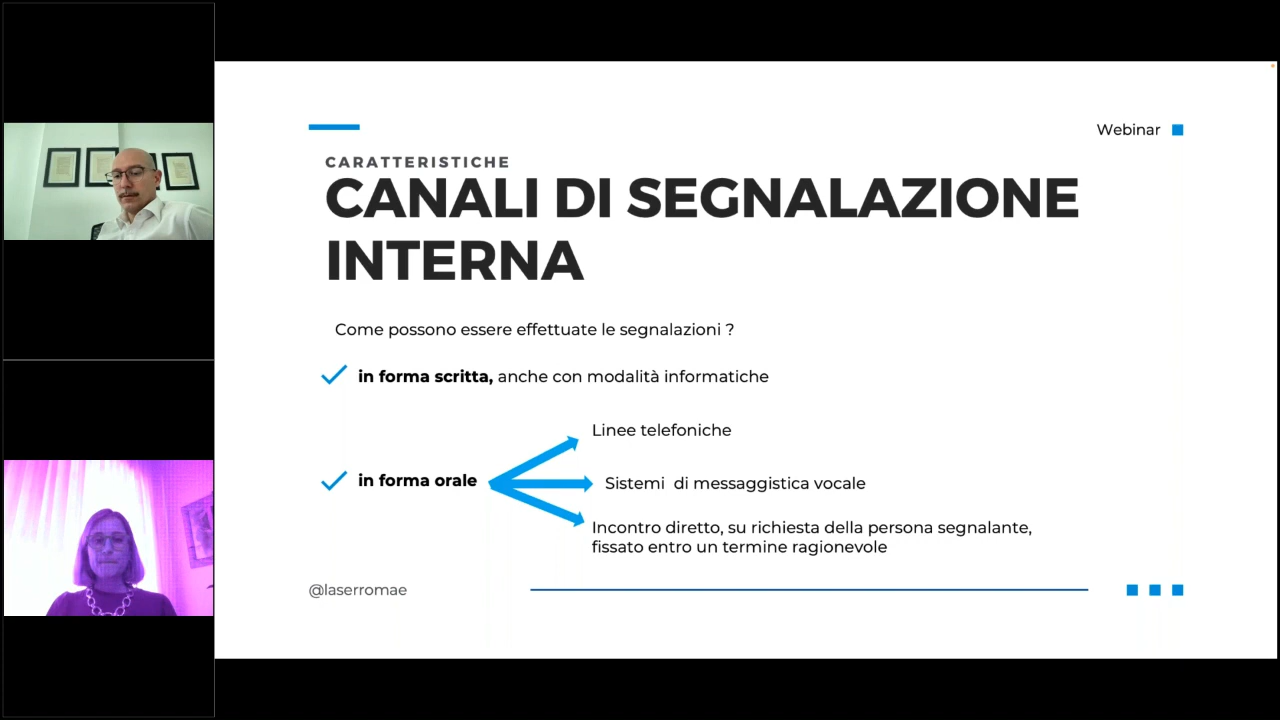 Webinar
CARATTERISTICHE
CANALI DI SEGNALAZIONE
INTERNA
Come possono essere effettuate le segnalazioni ?
in forma scritta, anche con modalità informatiche
Linee telefoniche
in forma orale
Sistemi di messaggistica vocale
Incontro diretto, su richiesta della persona segnalante,
fissato entro un termine ragionevole
@laserromae